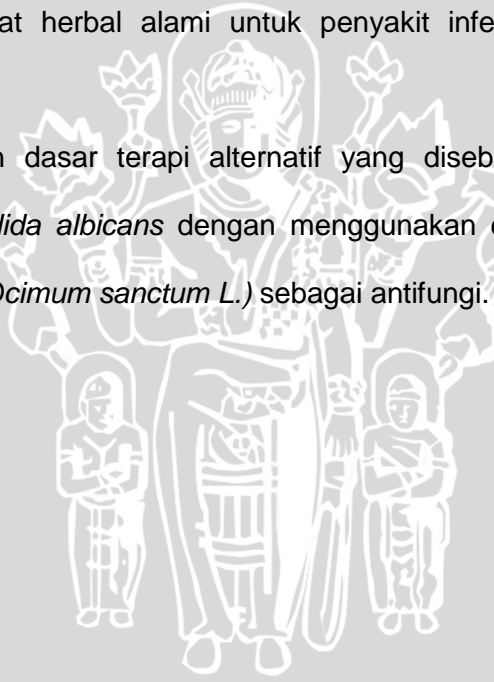 at herbal alami untuk penyakit infe
n dasar terapi alternatif yang diseb
dida albicans dengan menggunakan e
Ocimum sanctum L.) sebagai antifungi.